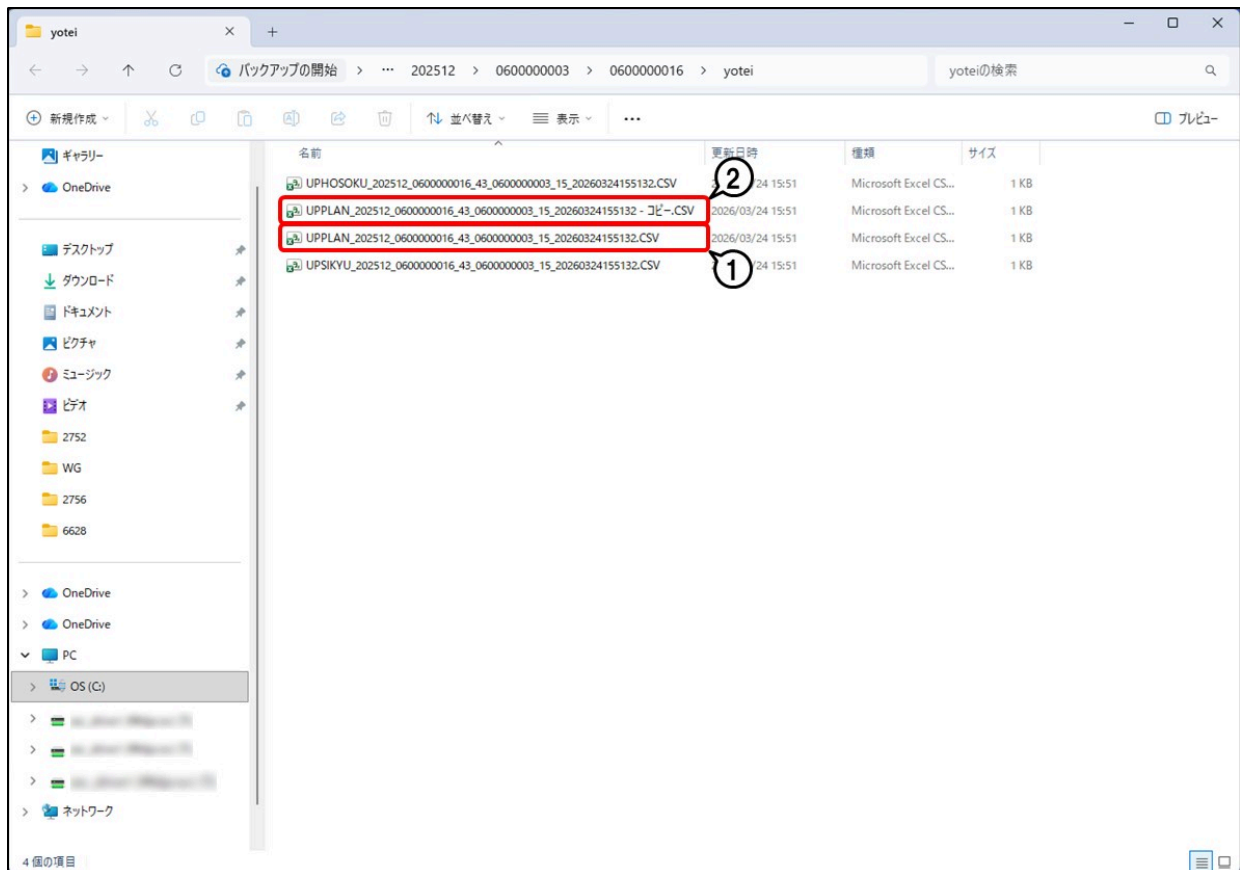 yotei
バックアップの開始 > … 202512 > 0600000003 > 0600000016 > yotei
yoteiの検索
新規作成
並べ替え
表示
…
プレビュー
ギャラリー
OneDrive
デスクトップ
ダウンロード
ドキュメント
ピクチャ
ミュージック
ビデオ
2752
WG
2756
6628
OneDrive
OneDrive
PC
OS (C:)
ネットワーク
名前 更新日時 種類 サイズ
UPHOSOKU_202512_0600000016_43_0600000003_15_20260324155132.CSV 24 15:51 Microsoft Excel CS... 1 KB
②
UPPLAN_202512_0600000016_43_0600000003_15_20260324155132 - コピー.CSV 2026/03/24 15:51 Microsoft Excel CS... 1 KB
UPPLAN_202512_0600000016_43_0600000003_15_20260324155132.CSV 2026/03/24 15:51 Microsoft Excel CS... 1 KB
UPSIKYU_202512_0600000016_43_0600000003_15_20260324155132.CSV 24 15:51 Microsoft Excel CS... 1 KB
①
4 個の項目